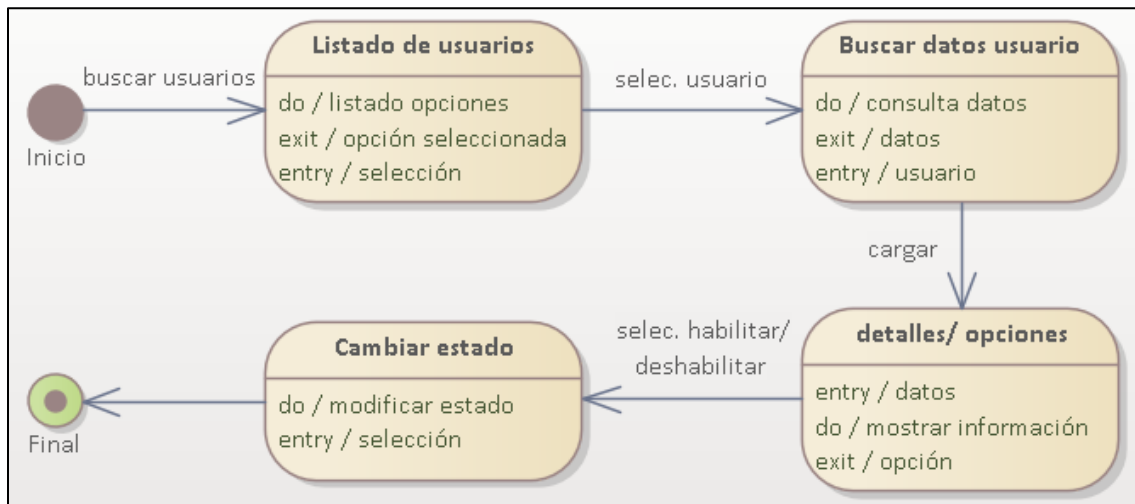 buscar usuarios
Inicio
Listado de usuarios
do / listado opciones
exit / opción seleccionada
entry / selección
selec. usuario
Buscar datos usuario
do / consulta datos
exit / datos
entry / usuario
cargar
detalles/ opciones
entry / datos
do / mostrar información
exit / opción
selec. habilitar/
deshabilitar
Cambiar estado
do / modificar estado
entry / selección
Final